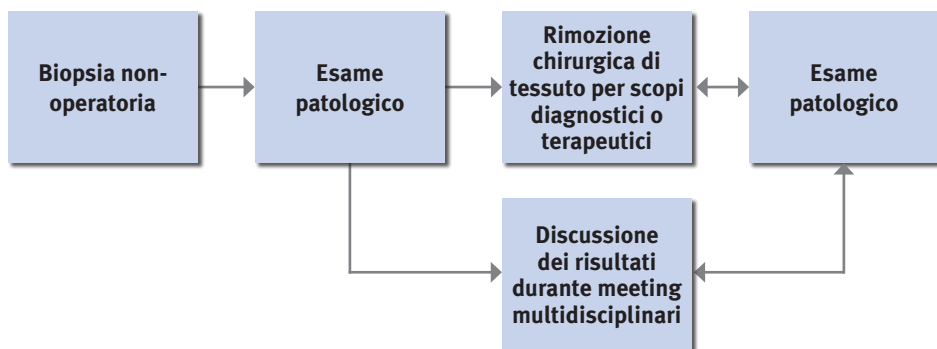 Biopsia non-
operatoria
Esame
patologico
Rimozione
chirurgica di
tessuto per scopi
diagnostici o
terapeutici
Esame
patologico
Discussione
dei risultati
durante meeting
multidisciplinari